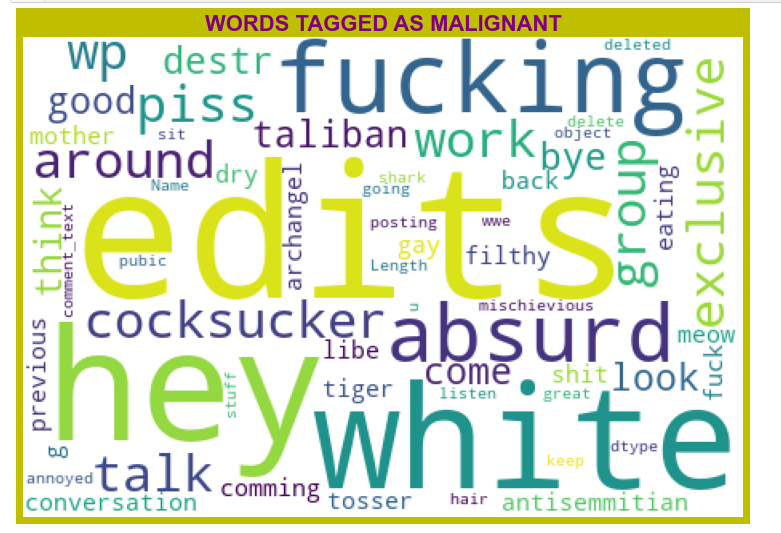 WORDS TAGGED AS MALIGNANT
wp
destr
fucking
deleted
good
piss
exclusive
mother
sit
taliban
work
delete
object
bye
around
dry
Name
archangel
shark
going
back
group
eating
think
comment_text
edits
posting
wwe
gay
filthy
pubic
Length
cocksucker
u
mischievious
absurd
meow
previous
hey
libe
come
shit
look
fuck
stuff
tiger
listen
great
white
g
talk
annoyed
comming
dtype
keep
conversation
tosser
hair
antisemmitian